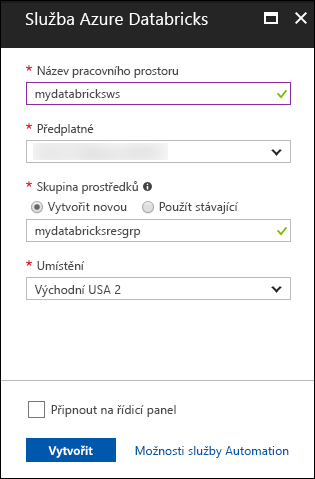 Služba Azure Databricks
* Název pracovního prostoru
mydatabricksws
* Předplatné
* Skupina prostředků
Vytvořit novou Použít stávající
mydatabricksresgrp
* Umístění
Východní USA 2
Připnout na řídicí panel
Vytvořit Možnosti služby Automation